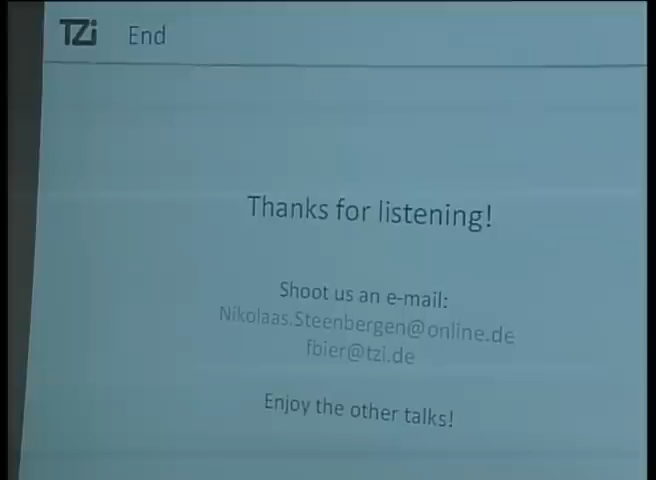 TZi End
Thanks for listening!
Shoot us an e-mail:
Nikolaas.Steenbergen@online.de
fbier@tzi.de
Enjoy the other talks!